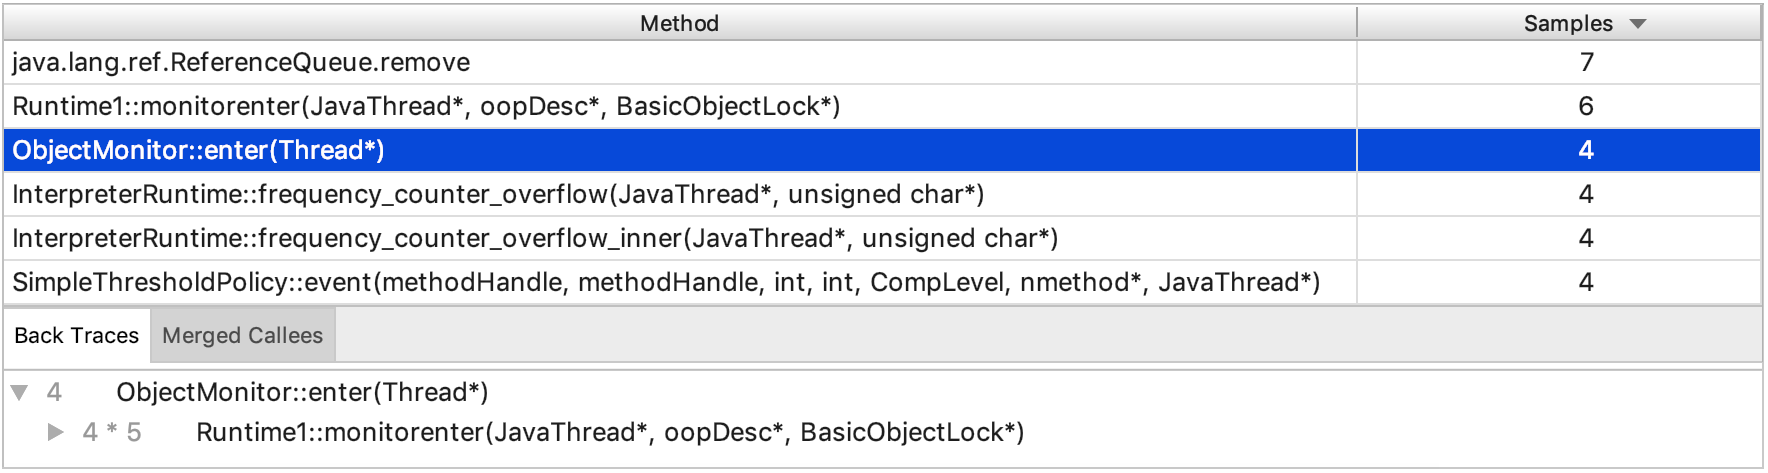 Method Samples
java.lang.ref.ReferenceQueue.remove 7
Runtime1::monitorenter(JavaThread*, oopDesc*, BasicObjectLock*) 6
ObjectMonitor::enter(Thread*) 4
InterpreterRuntime::frequency_counter_overflow(JavaThread*, unsigned char*) 4
InterpreterRuntime::frequency_counter_overflow_inner(JavaThread*, unsigned char*) 4
SimpleThresholdPolicy::event(methodHandle, methodHandle, int, int, CompLevel, nmethod*, JavaThread*) 4
Back Traces Merged Callees
4 ObjectMonitor::enter(Thread*)
4 * 5 Runtime1::monitorenter(JavaThread*, oopDesc*, BasicObjectLock*)